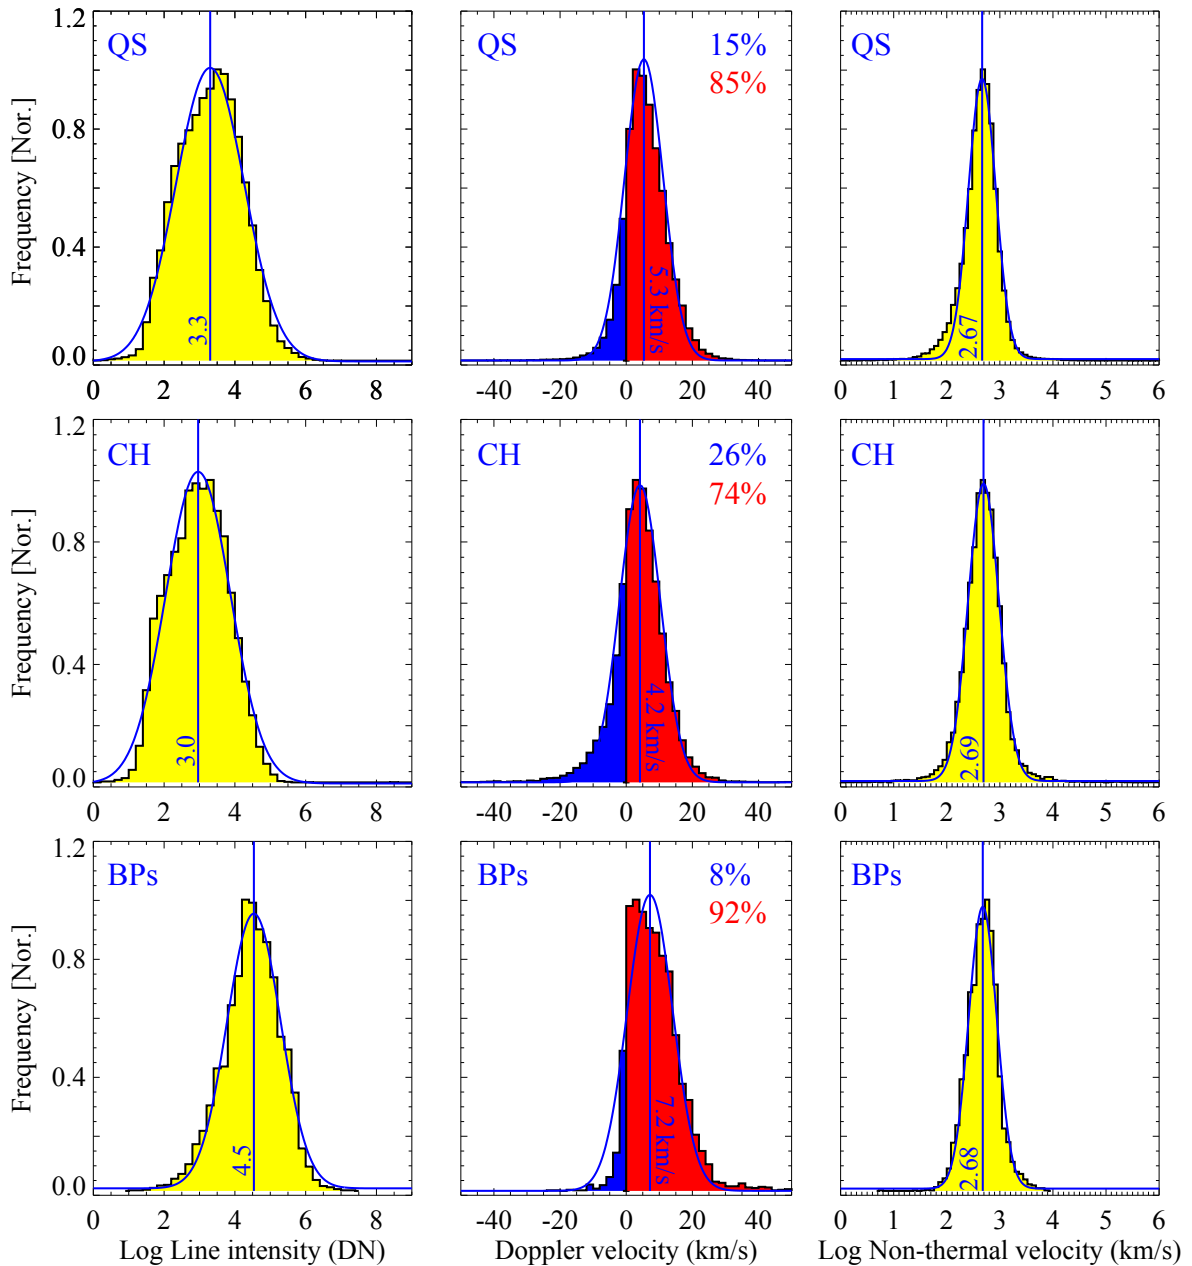 Frequency [Nor.]
1.2
0.8
0.4
0.0
QS
3.3
0 2 4 6 8
QS
15%
85%
5.3 km/s
-40 -20 0 20 40
QS
2.67
0 1 2 3 4 5 6
Frequency [Nor.]
1.2
0.8
0.4
0.0
CH
3.0
0 2 4 6 8
CH
26%
74%
4.2 km/s
-40 -20 0 20 40
CH
2.69
0 1 2 3 4 5 6
Frequency [Nor.]
1.2
0.8
0.4
0.0
BPs
4.5
0 2 4 6 8
Log Line intensity (DN)
BPs
8%
92%
7.2 km/s
-40 -20 0 20 40
Doppler velocity (km/s)
BPs
2.68
0 1 2 3 4 5 6
Log Non-thermal velocity (km/s)